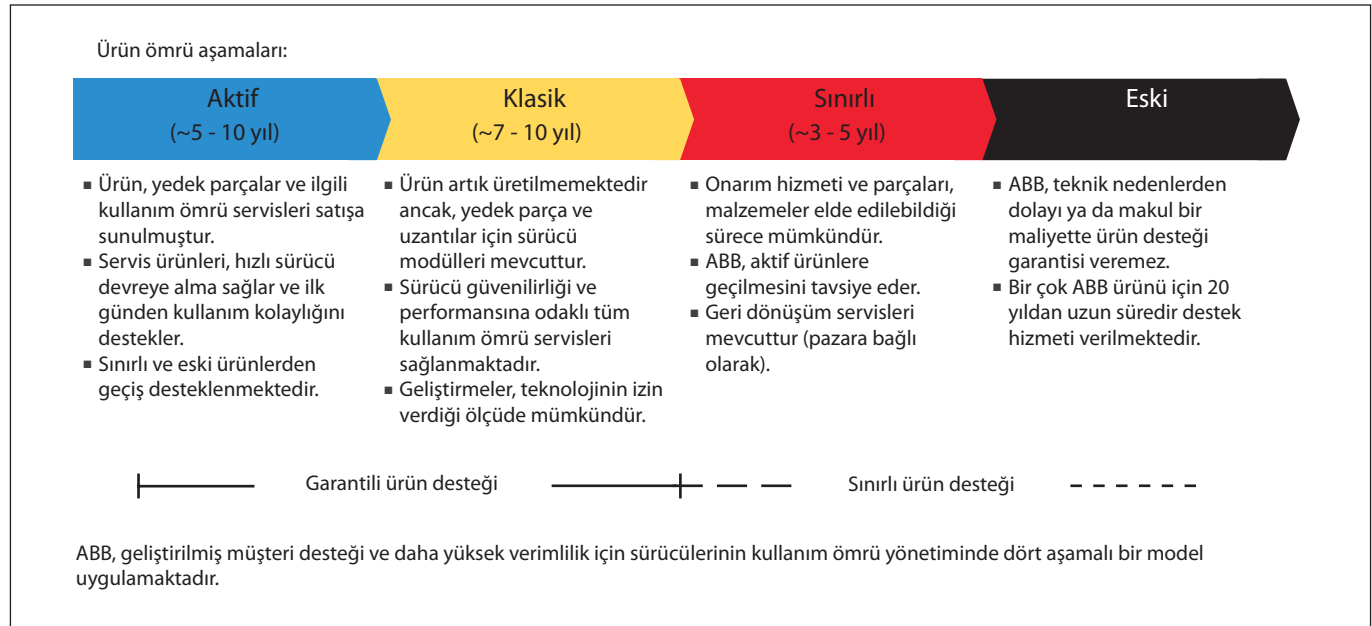 Ürün ömrü aşamaları:
Aktif
(~5 - 10 yıl)
Klasik
(~7 - 10 yıl)
Sınırlı
(~3 - 5 yıl)
Eski
▪ Ürün, yedek parçalar ve ilgili
kullanım ömrü servisleri satışa
sunulmuştur.
▪ Servis ürünleri, hızlı sürücü
devreye alma sağlar ve ilk
günden kullanım kolaylığını
destekler.
▪ Sınırlı ve eski ürünlerden
geçiş desteklenmektedir.
▪ Ürün artık üretilmemektedir
ancak, yedek parça ve
uzantılar için sürücü
modülleri mevcuttur.
▪ Sürücü güvenilirliği ve
performansına odaklı tüm
kullanım ömrü servisleri
sağlanmaktadır.
▪ Geliştirmeler, teknolojinin izin
verdiği ölçüde mümkündür.
▪ Onarım hizmeti ve parçaları,
malzemeler elde edilebildiği
sürece mümkündür.
▪ ABB, aktif ürünlere
geçilmesini tavsiye eder.
▪ Geri dönüşüm servisleri
mevcuttur (pazara bağlı
olarak).
▪ ABB, teknik nedenlerden
dolayı ya da makul bir
maliyette ürün desteği
garantisi veremez.
▪ Bir çok ABB ürünü için 20
yıldan uzun süredir destek
hizmeti verilmektedir.
Garantili ürün desteği
Sınırlı ürün desteği
ABB, geliştirilmiş müşteri desteği ve daha yüksek verimlilik için sürücülerinin kullanım ömrü yönetiminde dört aşamalı bir model
uygulamaktadır.